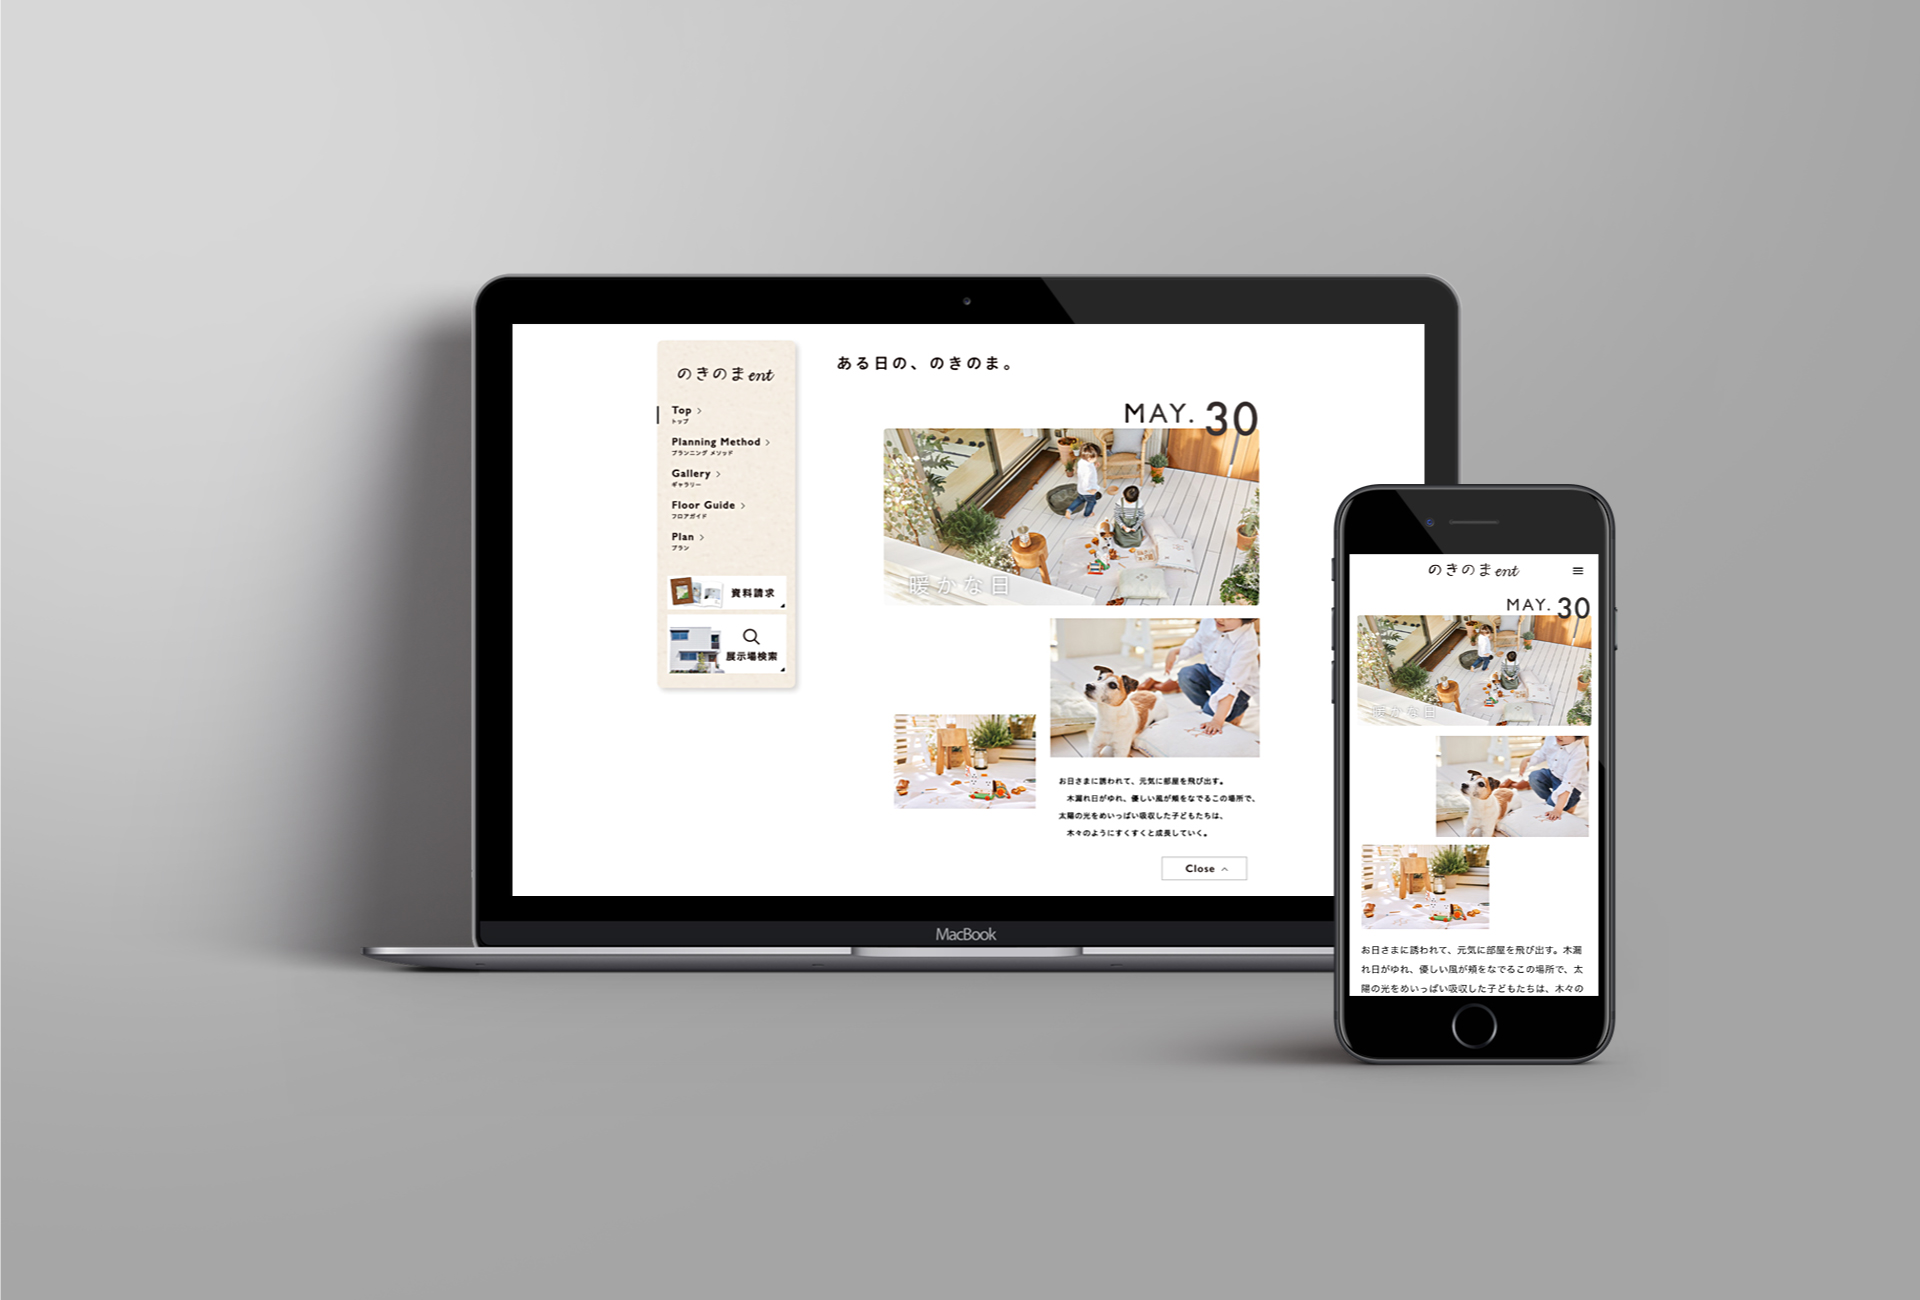 のきのま ent
Top
トップ
Planning Method
プランニング メソッド
Gallery
ギャラリー
Floor Guide
フロアガイド
Plan
プラン
資料請求
展示場検索
ある日の、のきのま。
MAY. 30
暖かな日
お日さまに誘われて、元気に部屋を飛び出す。
木漏れ日がゆれ、優しい風が頬をなでるこの場所で、
太陽の光をめいっぱい吸収した子どもたちは、
木々のようにすくすくと成長していく。
Close
MacBook
のきのま ent
MAY. 30
暖かな日
お日さまに誘われて、元気に部屋を飛び出す。木漏
れ日がゆれ、優しい風が頬をなでるこの場所で、太
陽の光をめいっぱい吸収した子どもたちは、木々の